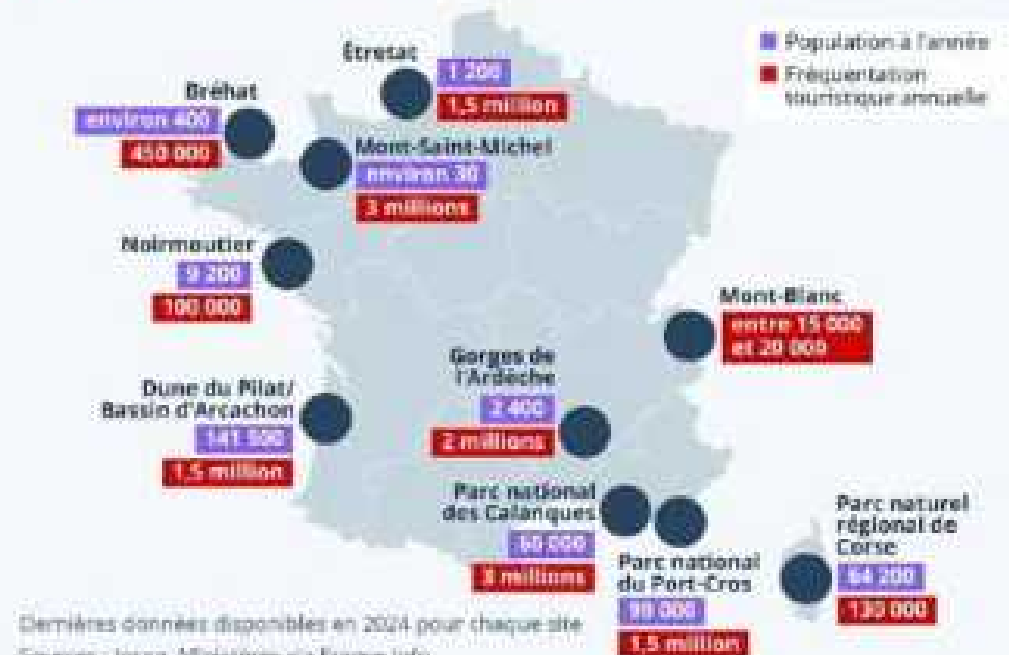 Population à l'année
Fréquentation
touristique annuelle
Étretat
1 200
1,5 million
Bréhat
environ 400
450 000
Mont-Saint-Michel
environ 30
3 millions
Noirmoutier
9 200
100 000
Mont-Blanc
entre 15 000
et 20 000
Gorges de
l'Ardèche
2 400
2 millions
Dune du Pilat/
Bassin d'Arcachon
141 500
1,5 million
Parc national
des Calanques
60 000
3 millions
Parc national
du Port-Cros
99 000
1,5 million
Parc naturel
régional de
Corse
64 200
130 000
Dernières données disponibles en 2024 pour chaque site